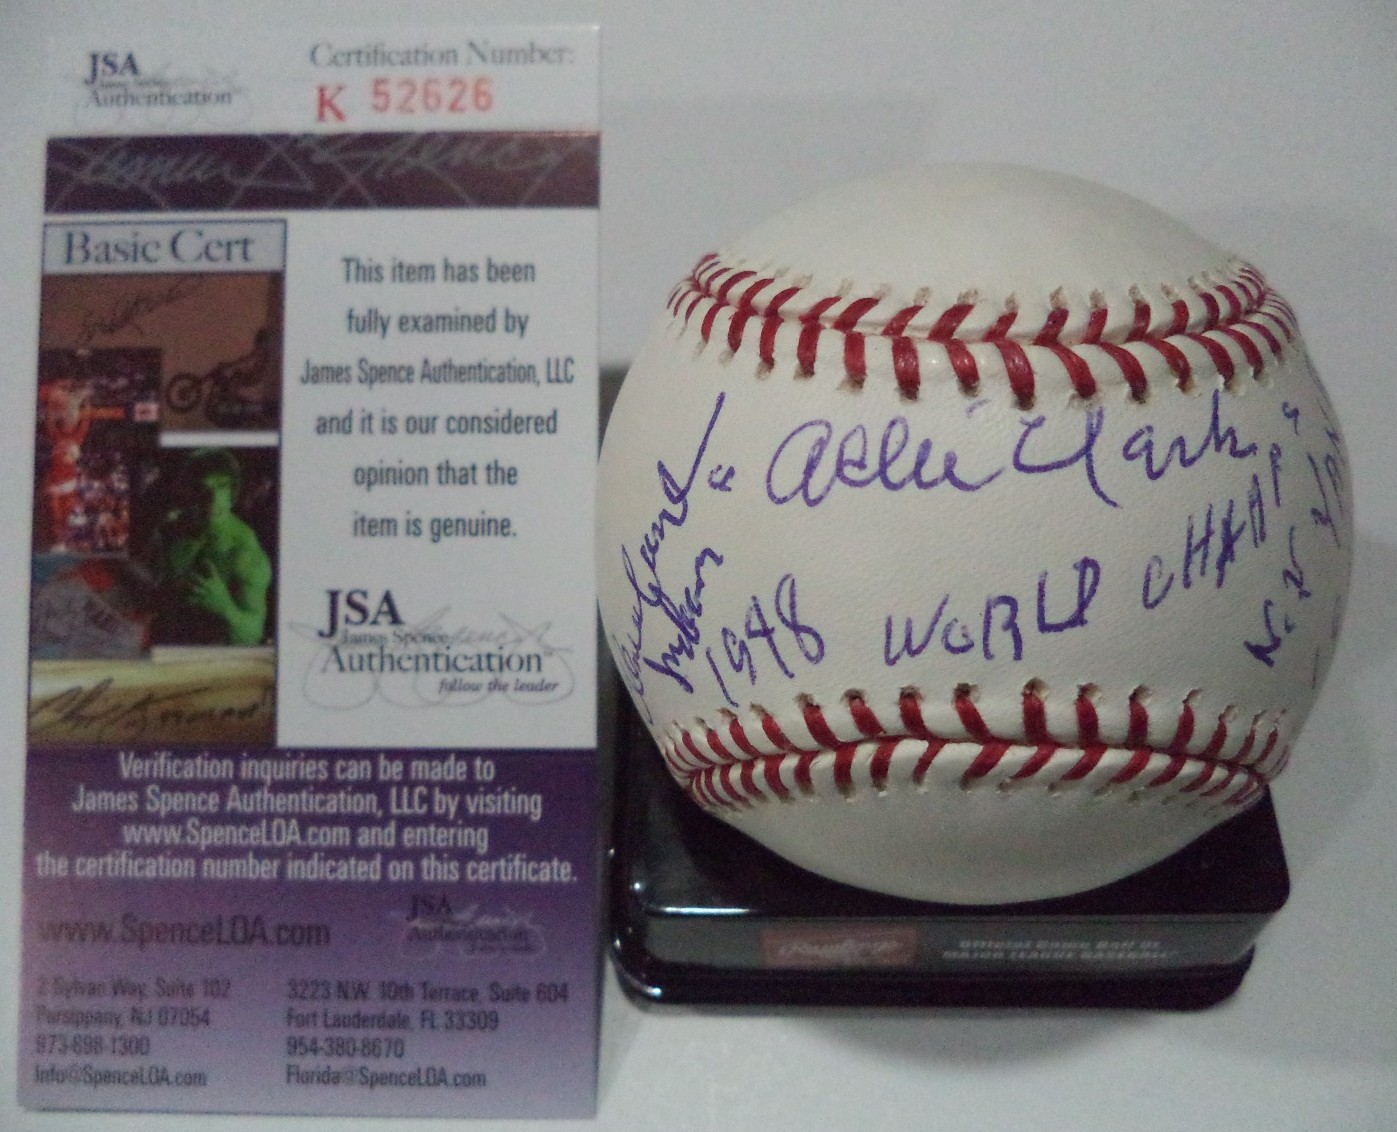 JSA
James Spence
Authentication
Certification Number:
K 52626
Basic Cert
This item has been
fully examined by
James Spence Authentication, LLC
and it is our considered
opinion that the
item is genuine.
JSA
James Spence
Authentication
follow the leader
Verification inquiries can be made to
James Spence Authentication, LLC by visiting
www.SpenceLOA.com and entering
the certification number indicated on this certificate.
www.SpenceLOA.com
JSA
Authentication
2 Sylvan Way, Suite 102
Parsippany, NJ 07054
973-898-1300
Info@SpenceLOA.com
3223 N.W. 10th Terrace, Suite 604
Fort Lauderdale, FL 33309
954-380-8670
Florida@SpenceLOA.com
"Allie Clark"
1948 WORLD CHAMP
N.Y.
Rawlings
Official Game Ball of
MAJOR LEAGUE BASEBALL